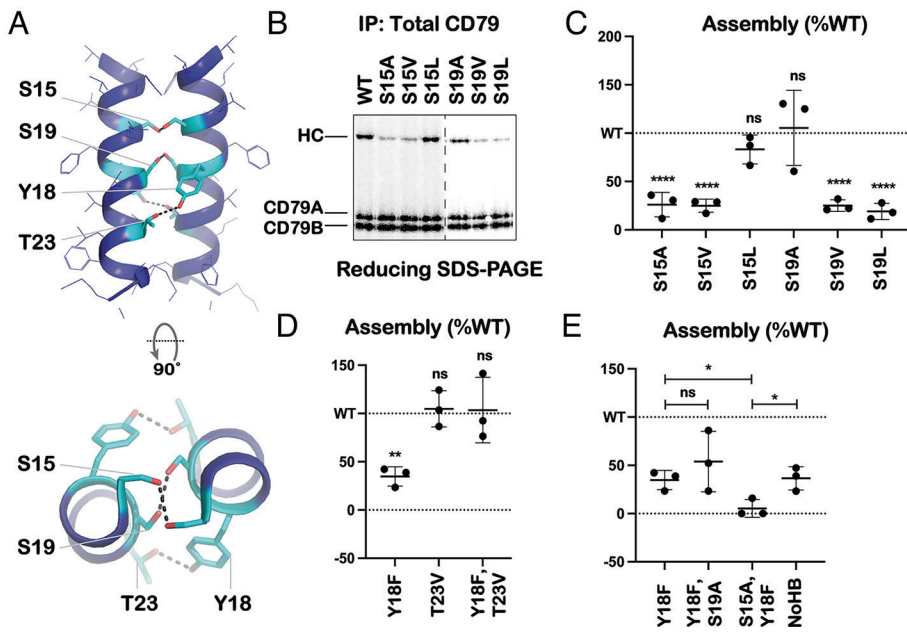 A
S15
S19
Y18
T23
90°
S15
S19
T23
Y18
B
IP: Total CD79
WT
S15A
S15V
S15L
S19A
S19V
S19L
HC
CD79A
CD79B
Reducing SDS-PAGE
C
Assembly (%WT)
200
150
WT
50
0
****
****
ns
ns
****
****
S15A
S15V
S15L
S19A
S19V
S19L
D
Assembly (%WT)
150
WT
50
0
-50
**
ns
ns
Y18F
T23V
Y18F,
T23V
E
Assembly (%WT)
150
WT
50
0
-50
*
ns
*
Y18F
Y18F,
S19A
S15A,
Y18F
NoHB